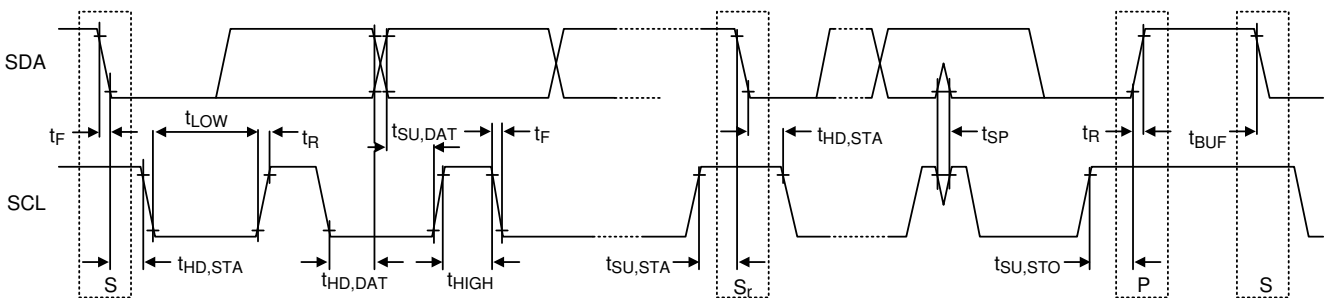 SDA
tF
tLOW
tR
tSU,DAT
tF
tHD,STA
tSP
tR
tBUF
SCL
tHD,STA
tHD,DAT
tHIGH
tSU,STA
tSU,STO
S
Sr
P
S